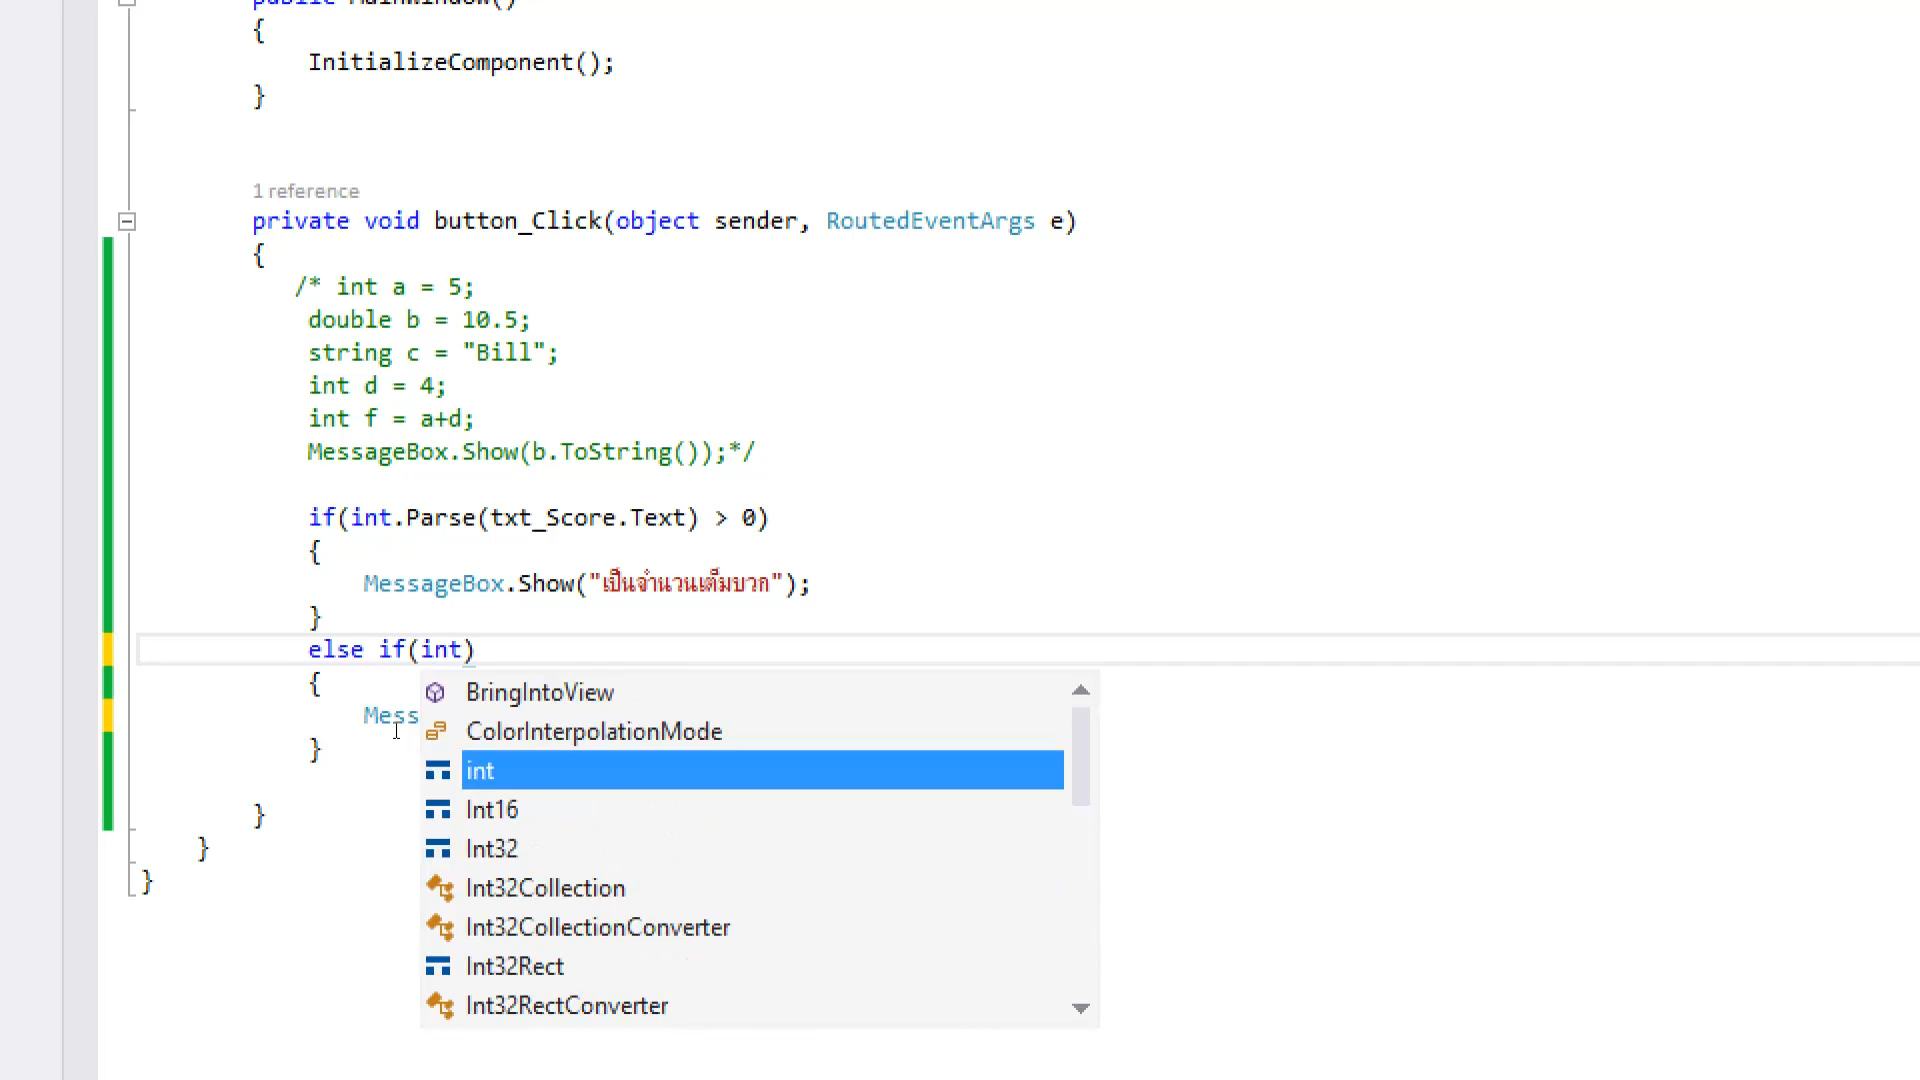 public MainWindow()
{
InitializeComponent();
}
1 reference
private void button_Click(object sender, RoutedEventArgs e)
{
/* int a = 5;
double b = 10.5;
string c = "Bill";
int d = 4;
int f = a+d;
MessageBox.Show(b.ToString());*/
if(int.Parse(txt_Score.Text) > 0)
{
MessageBox.Show("เป็นจำนวนเต็มบวก");
}
else if(int)
{
Mess
}
}
}
}
BringIntoView
ColorInterpolationMode
int
Int16
Int32
Int32Collection
Int32CollectionConverter
Int32Rect
Int32RectConverter